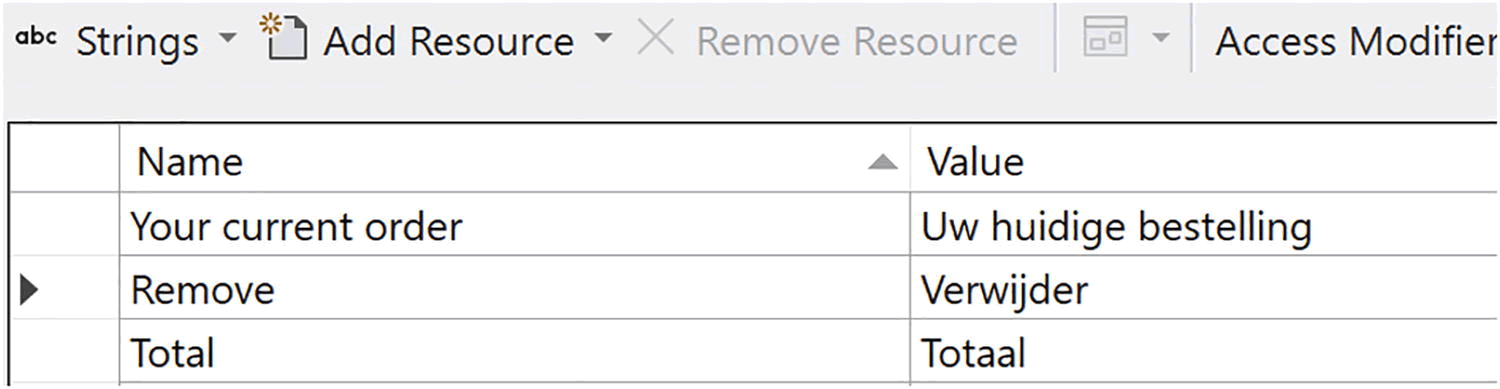 abc Strings Add Resource Remove Resource Access Modifier
Name Value
Your current order Uw huidige bestelling
Remove Verwijder
Total Totaal